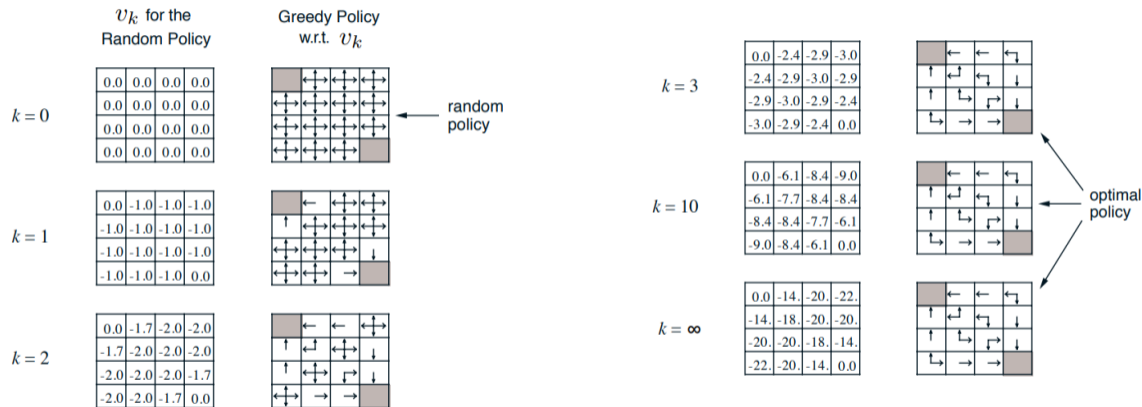 v_k for the
Random Policy
Greedy Policy
w.r.t. v_k
k = 0
0.0 0.0 0.0 0.0
0.0 0.0 0.0 0.0
0.0 0.0 0.0 0.0
0.0 0.0 0.0 0.0
random
policy
k = 1
0.0 -1.0 -1.0 -1.0
-1.0 -1.0 -1.0 -1.0
-1.0 -1.0 -1.0 -1.0
-1.0 -1.0 -1.0 0.0
k = 2
0.0 -1.7 -2.0 -2.0
-1.7 -2.0 -2.0 -2.0
-2.0 -2.0 -2.0 -1.7
-2.0 -2.0 -1.7 0.0
k = 3
0.0 -2.4 -2.9 -3.0
-2.4 -2.9 -3.0 -2.9
-2.9 -3.0 -2.9 -2.4
-3.0 -2.9 -2.4 0.0
k = 10
0.0 -6.1 -8.4 -9.0
-6.1 -7.7 -8.4 -8.4
-8.4 -8.4 -7.7 -6.1
-9.0 -8.4 -6.1 0.0
optimal
policy
k = ∞
0.0 -14. -20. -22.
-14. -18. -20. -20.
-20. -20. -18. -14.
-22. -20. -14. 0.0